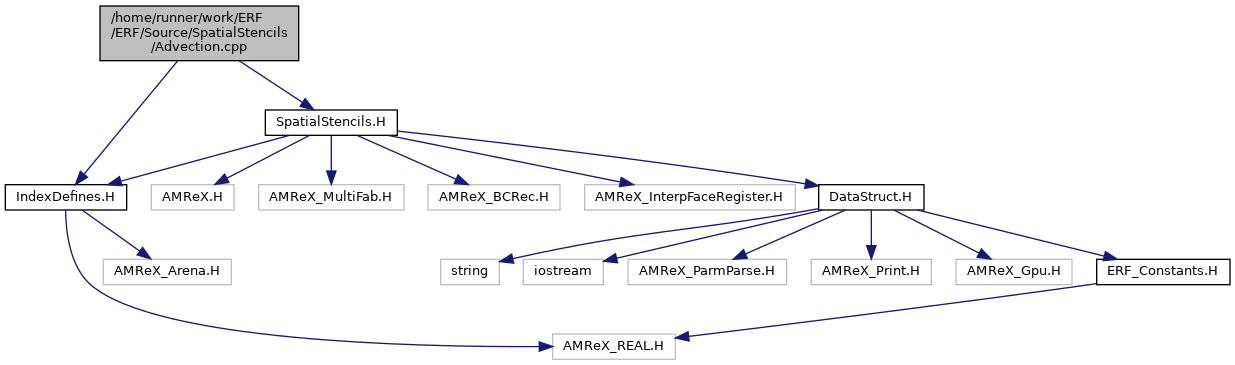 /home/runner/work/ERF
/ERF/Source/SpatialStencils
/Advection.cpp
SpatialStencils.H
IndexDefines.H
AMReX.H
AMReX_MultiFab.H
AMReX_BCRec.H
AMReX_InterpFaceRegister.H
DataStruct.H
AMReX_Arena.H
string
iostream
AMReX_ParmParse.H
AMReX_Print.H
AMReX_Gpu.H
ERF_Constants.H
AMReX_REAL.H